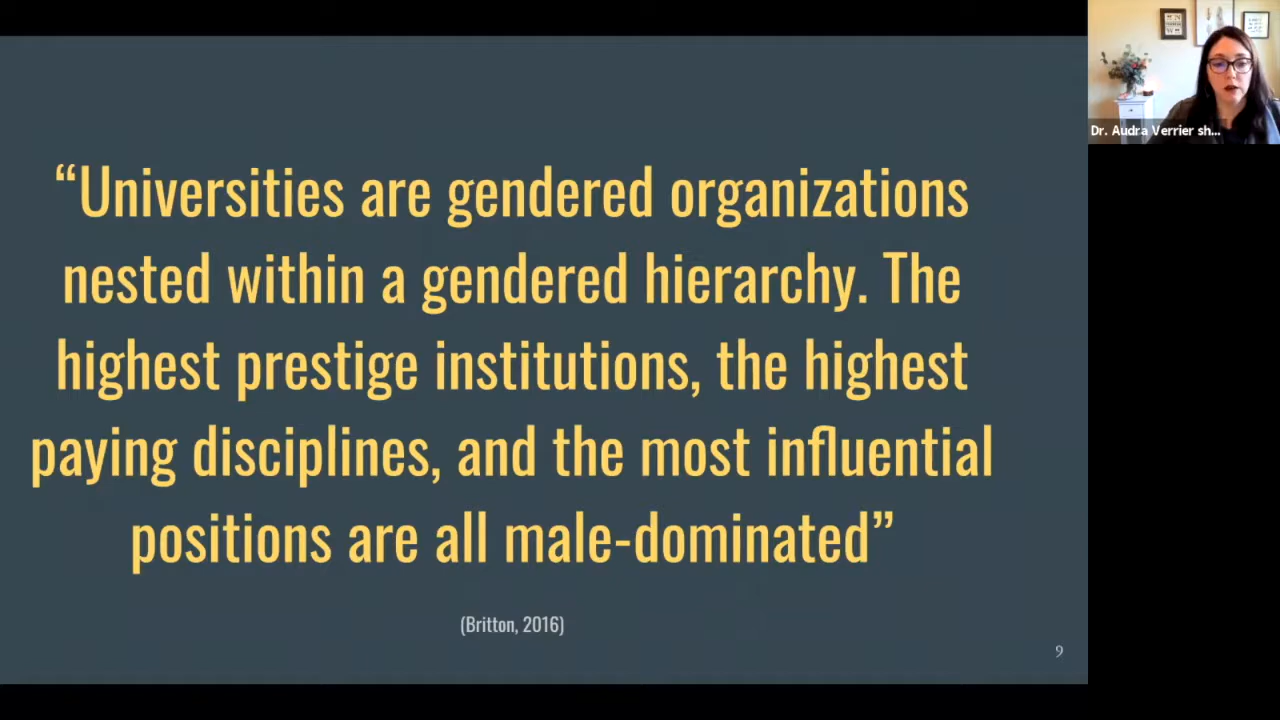 “Universities are gendered organizations
nested within a gendered hierarchy. The
highest prestige institutions, the highest
paying disciplines, and the most influential
positions are all male-dominated”
(Britton, 2016)
9
Dr. Audra Verrier sh...